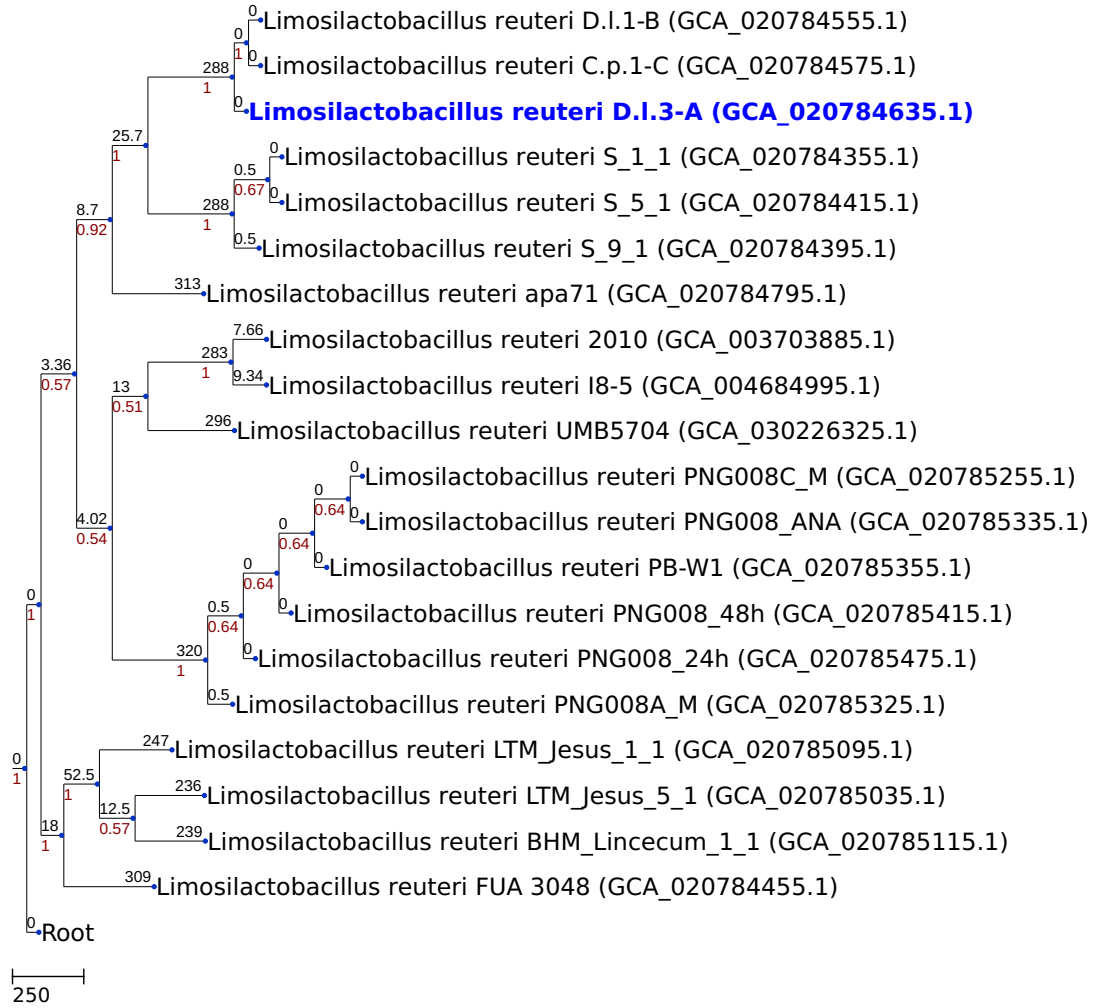 0
Limosilactobacillus reuteri D.l.1-B (GCA_020784555.1)
0
1
0
Limosilactobacillus reuteri C.p.1-C (GCA_020784575.1)
288
1
0
Limosilactobacillus reuteri D.l.3-A (GCA_020784635.1)
25.7
1
0
Limosilactobacillus reuteri S_1_1 (GCA_020784355.1)
0.5
0.67
0
Limosilactobacillus reuteri S_5_1 (GCA_020784415.1)
288
1
0.5
Limosilactobacillus reuteri S_9_1 (GCA_020784395.1)
8.7
0.92
313
Limosilactobacillus reuteri apa71 (GCA_020784795.1)
7.66
Limosilactobacillus reuteri 2010 (GCA_003703885.1)
283
1
9.34
Limosilactobacillus reuteri I8-5 (GCA_004684995.1)
3.36
0.57
13
0.51
296
Limosilactobacillus reuteri UMB5704 (GCA_030226325.1)
0
Limosilactobacillus reuteri PNG008C_M (GCA_020785255.1)
0
0.64
0
Limosilactobacillus reuteri PNG008_ANA (GCA_020785335.1)
4.02
0.54
0
0.64
0
Limosilactobacillus reuteri PB-W1 (GCA_020785355.1)
0
0.64
0
Limosilactobacillus reuteri PNG008_48h (GCA_020785415.1)
0
1
0.5
0.64
0
Limosilactobacillus reuteri PNG008_24h (GCA_020785475.1)
320
1
0.5
Limosilactobacillus reuteri PNG008A_M (GCA_020785325.1)
247
Limosilactobacillus reuteri LTM_Jesus_1_1 (GCA_020785095.1)
0
1
52.5
1
236
Limosilactobacillus reuteri LTM_Jesus_5_1 (GCA_020785035.1)
12.5
0.57
18
1
239
Limosilactobacillus reuteri BHM_Lincecum_1_1 (GCA_020785115.1)
309
Limosilactobacillus reuteri FUA 3048 (GCA_020784455.1)
0
Root
250